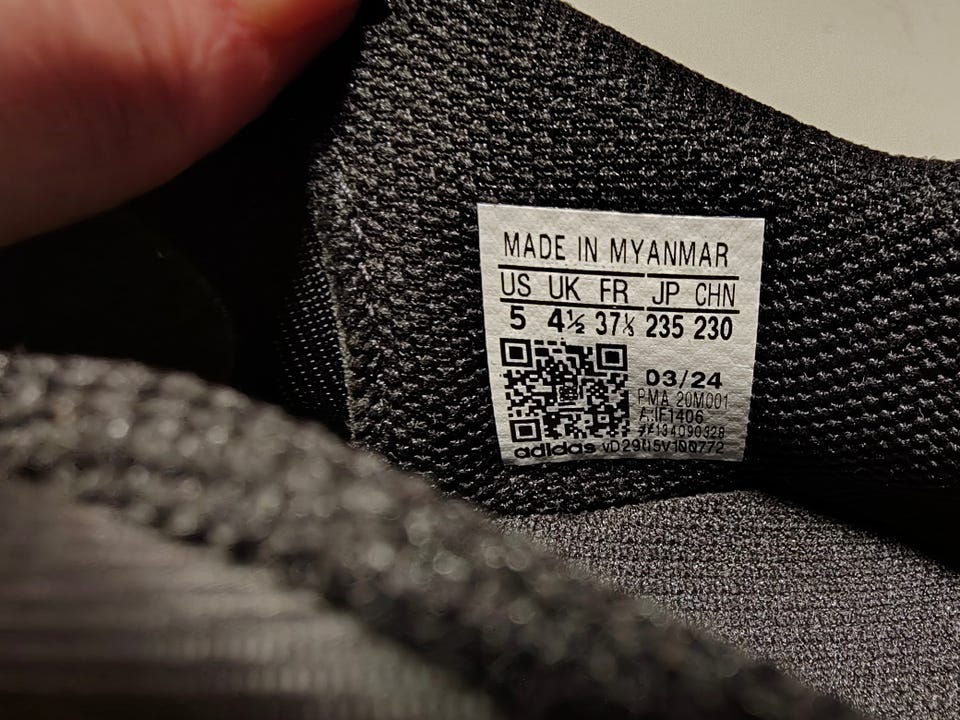 MADE IN MYANMAR
US UK FR JP CHN
5 4½ 37⅓ 235 230
03/24
PMA 20M001
IF1406
adidas